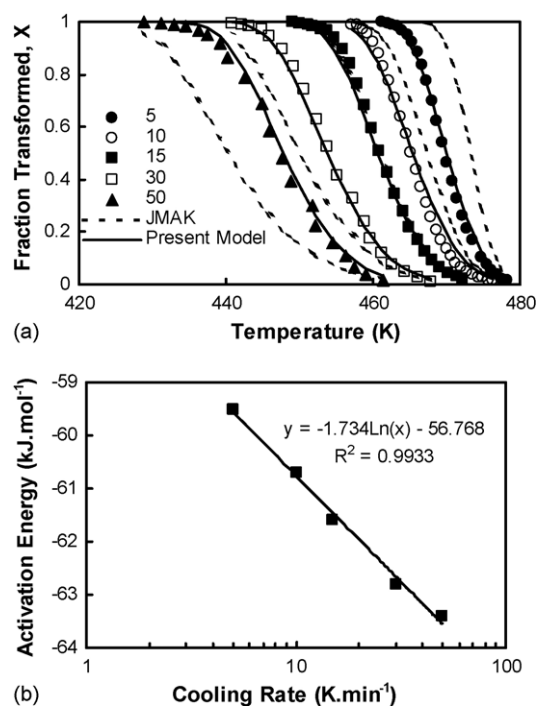 Fraction Transformed, X
1
0.8
0.6
0.4
0.2
0
5
10
15
30
50
JMAK
Present Model
420
440
460
480
(a)
Temperature (K)
Activation Energy (kJ.mol⁻¹)
-59
-60
-61
-62
-63
-64
y = -1.734Ln(x) - 56.768
R² = 0.9933
1
10
100
(b)
Cooling Rate (K.min⁻¹)